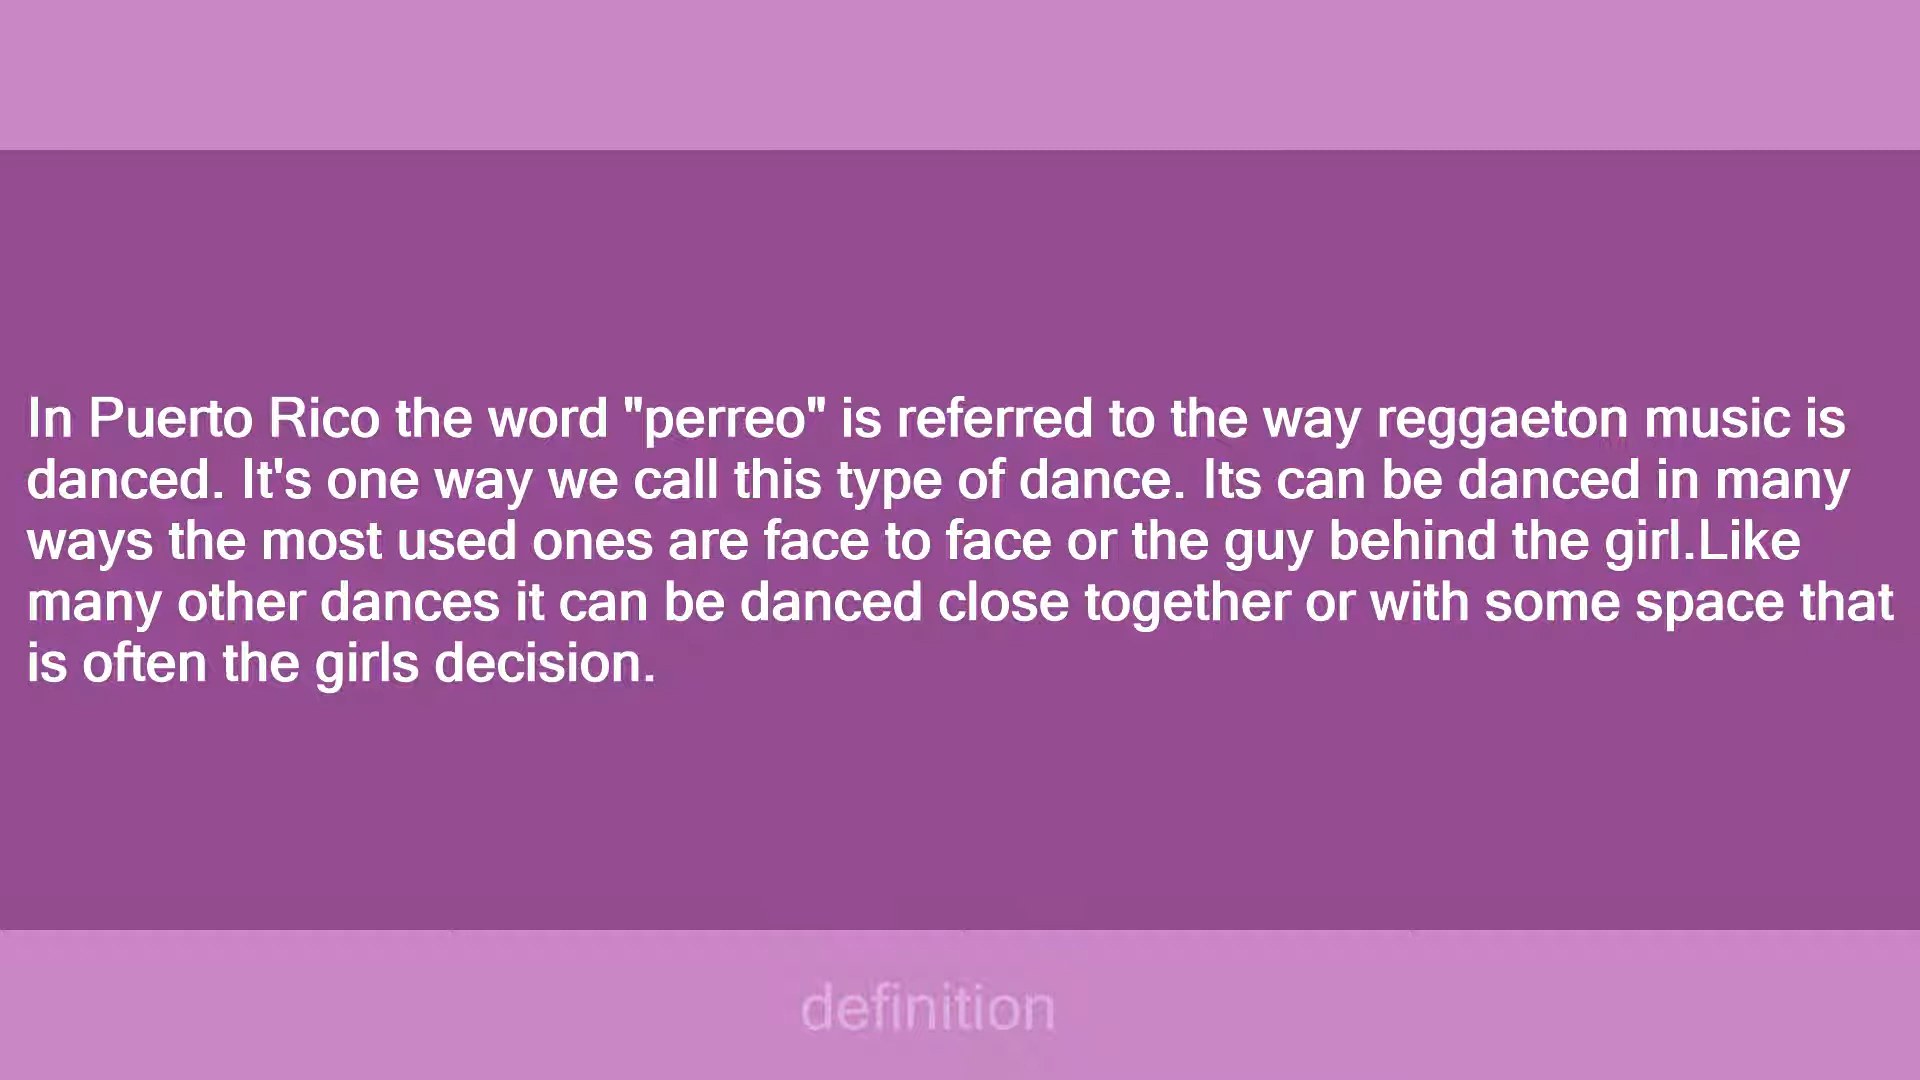 In Puerto Rico the word "perreo" is referred to the way reggaeton music is
danced. It's one way we call this type of dance. Its can be danced in many
ways the most used ones are face to face or the guy behind the girl.Like
many other dances it can be danced close together or with some space that
is often the girls decision.
definition